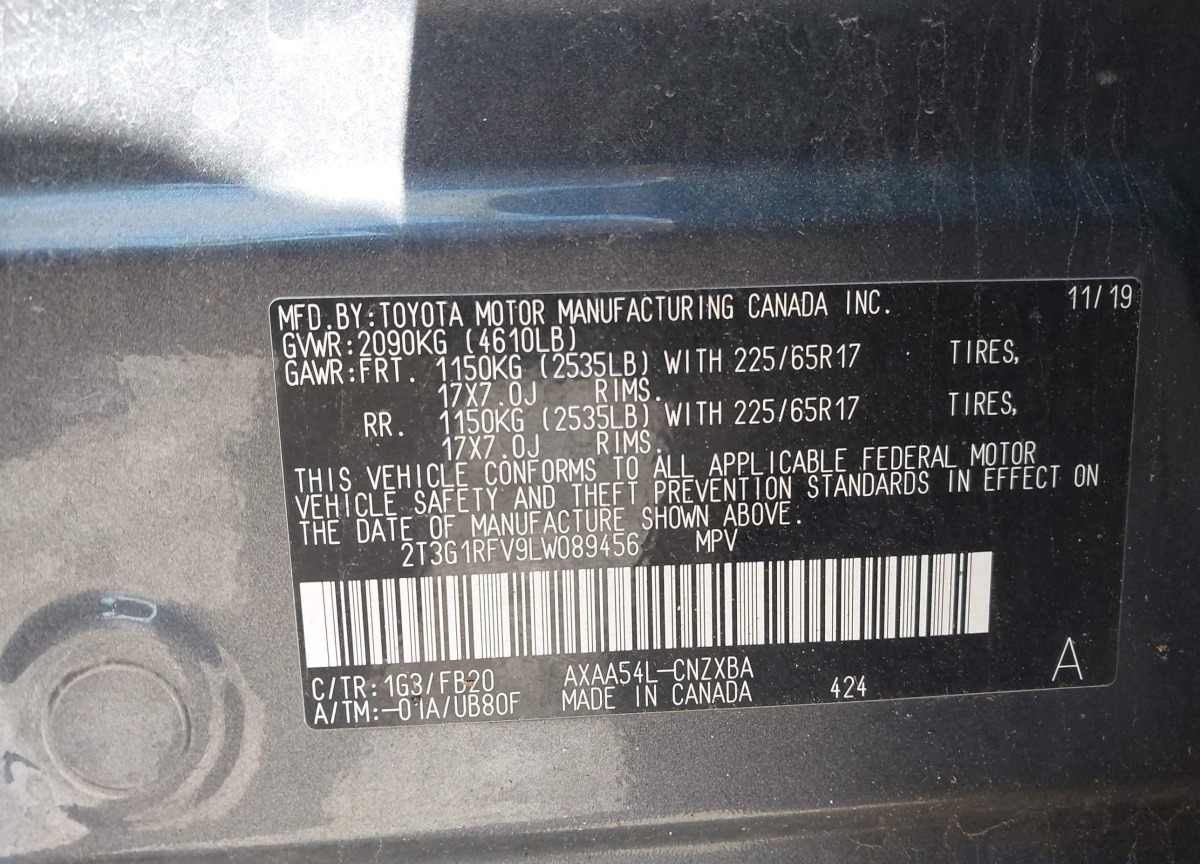 MFD.BY:TOYOTA MOTOR MANUFACTURING CANADA INC. 11/19
GVWR:2090KG (4610LB)
GAWR:FRT. 1150KG (2535LB) WITH 225/65R17 TIRES,
17X7.0J RIMS.
RR. 1150KG (2535LB) WITH 225/65R17 TIRES,
17X7.0J RIMS.
THIS VEHICLE CONFORMS TO ALL APPLICABLE FEDERAL MOTOR
VEHICLE SAFETY AND THEFT PREVENTION STANDARDS IN EFFECT ON
THE DATE OF MANUFACTURE SHOWN ABOVE.
2T3G1RFV9LW089456 MPV
C/TR:1G3/FB20 AXAA54L-CNZXBA
A/TM:-01A/UB80F MADE IN CANADA 424 A